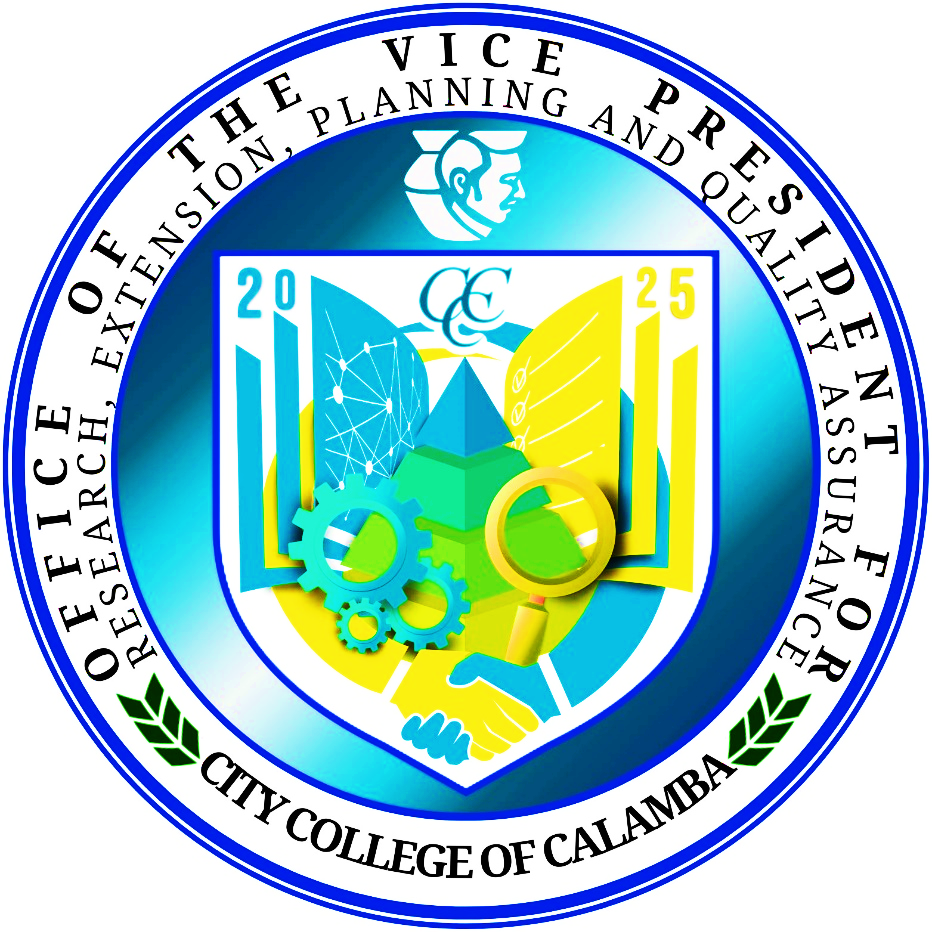 OFFICE OF THE VICE PRESIDENT FOR
RESEARCH, EXTENSION, PLANNING AND QUALITY ASSURANCE
20 25
CCC
CITY COLLEGE OF CALAMBA